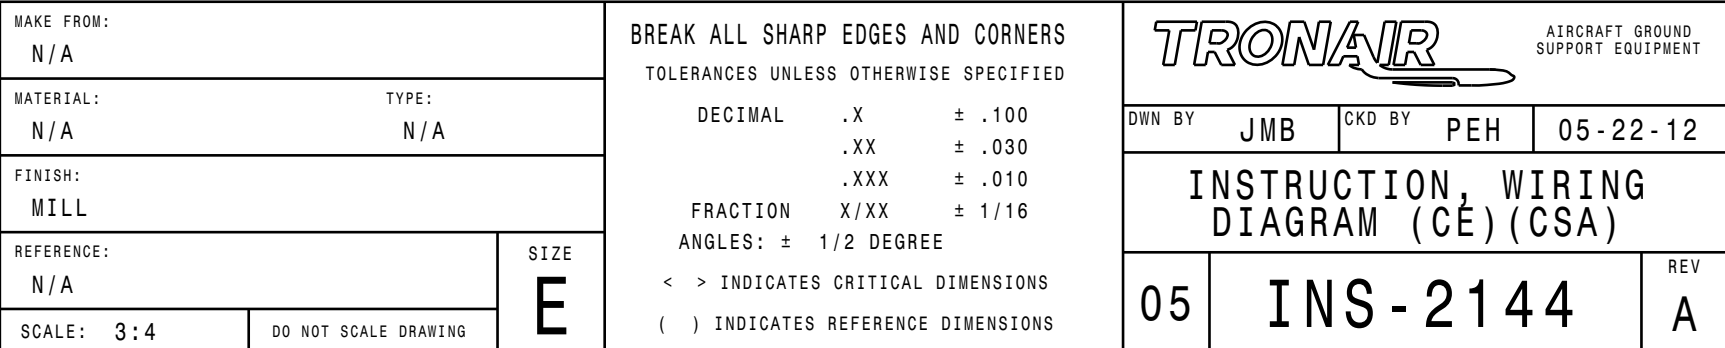 MAKE FROM:
N/A
MATERIAL: TYPE:
N/A N/A
FINISH:
MILL
REFERENCE:
N/A
SCALE: 3:4 DO NOT SCALE DRAWING
SIZE
E
BREAK ALL SHARP EDGES AND CORNERS
TOLERANCES UNLESS OTHERWISE SPECIFIED
DECIMAL .X ± .100
.XX ± .030
.XXX ± .010
FRACTION X/XX ± 1/16
ANGLES: ± 1/2 DEGREE
< > INDICATES CRITICAL DIMENSIONS
( ) INDICATES REFERENCE DIMENSIONS
TRONAIR
AIRCRAFT GROUND
SUPPORT EQUIPMENT
DWN BY JMB CKD BY PEH 05-22-12
INSTRUCTION, WIRING
DIAGRAM (CE)(CSA)
05 INS-2144
REV
A